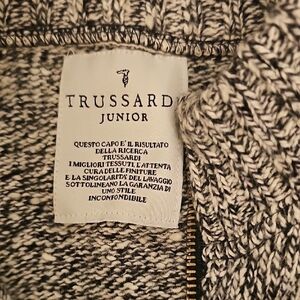 TRUSSARDI
JUNIOR
QUESTO CAPO E' IL RISULTATO
DELLA RICERCA
TRUSSARDI
I MIGLIORI TESSUTI, L'ATTENTA
CURA DELLE FINITURE
E LA SINGOLARITÀ DEL LAVAGGIO
SOTTOLINEANO LA GARANZIA DI
UNO STILE
INCONFONDIBILE